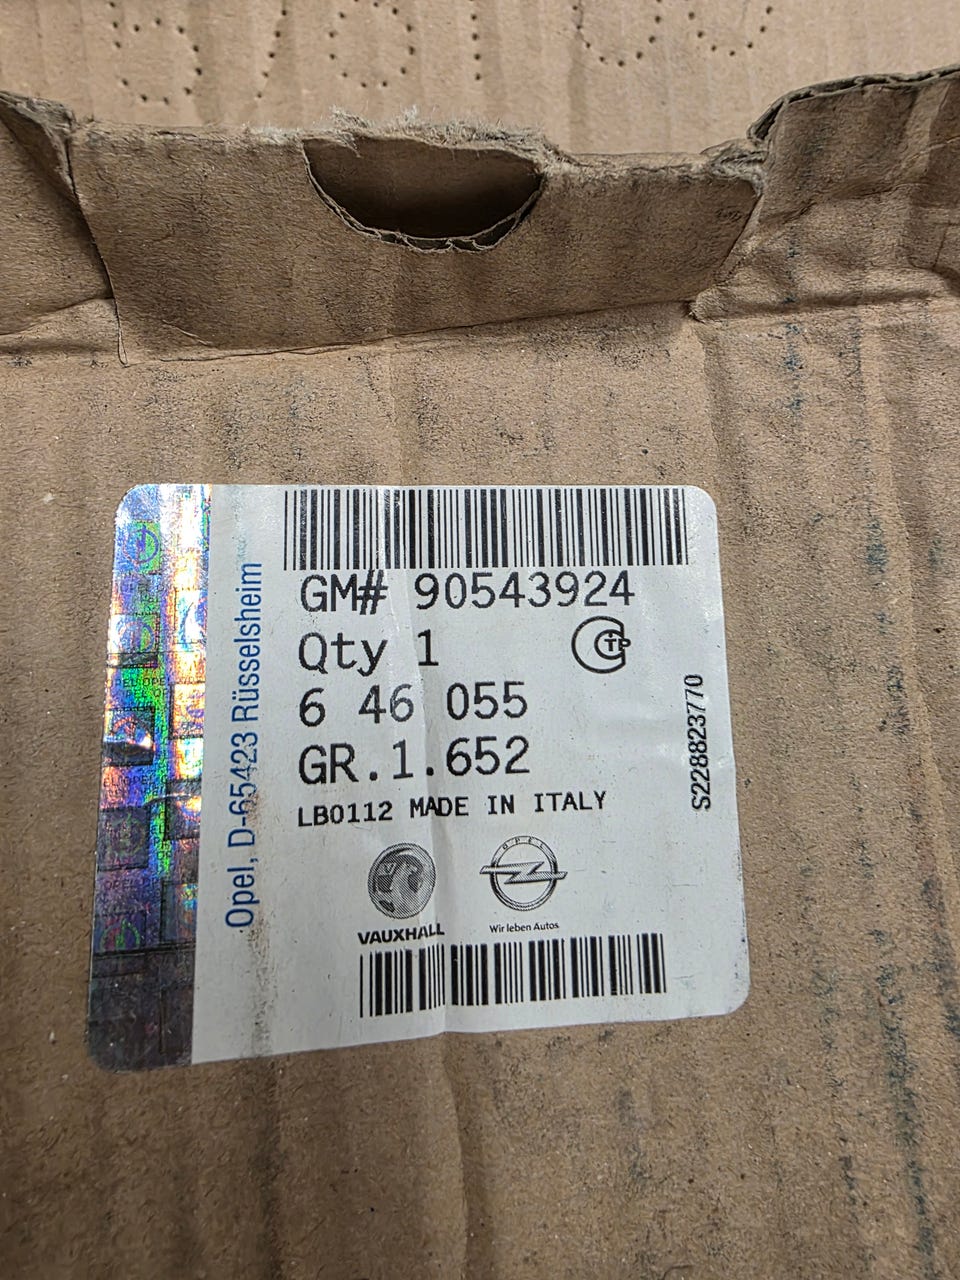 GM# 90543924
Qty 1
6 46 055
GR.1.652
LB0112 MADE IN ITALY
VAUXHALL
OPEL
Wir leben Autos
Opel, D-65423 Rüsselsheim
S228823770